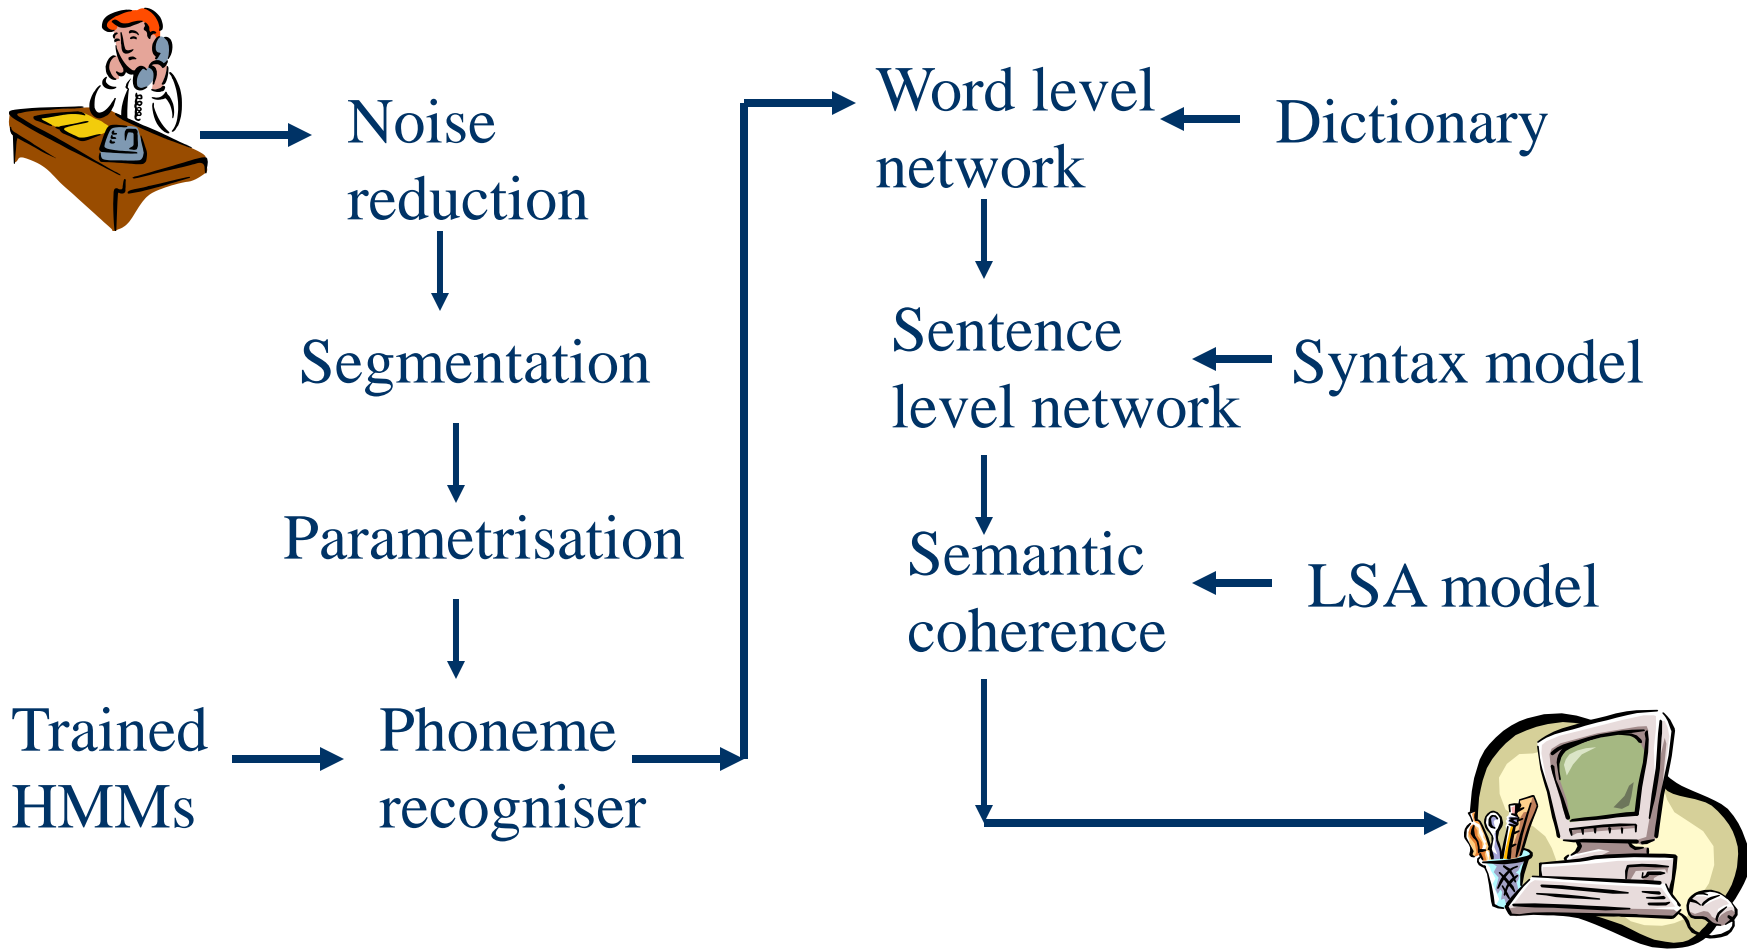 Noise
reduction
Segmentation
Parametrisation
Trained
HMMs
Phoneme
recogniser
Word level
network
Dictionary
Sentence
level network
Syntax model
Semantic
coherence
LSA model